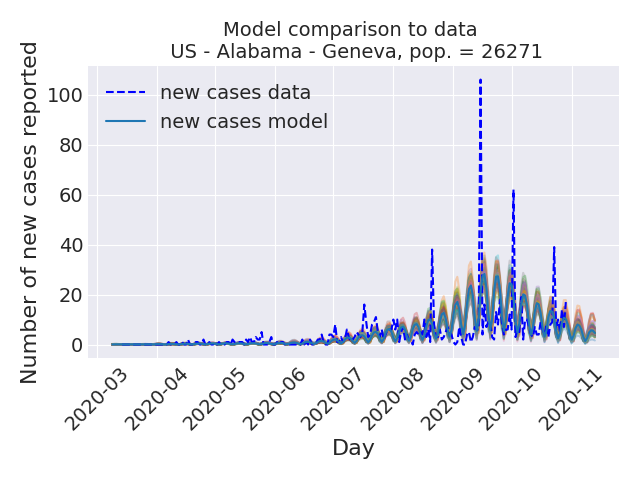 Model comparison to data
US - Alabama - Geneva, pop. = 26271
new cases data
new cases model
Number of new cases reported
100
80
60
40
20
0
2020-03
2020-04
2020-05
2020-06
2020-07
2020-08
2020-09
2020-10
2020-11
Day